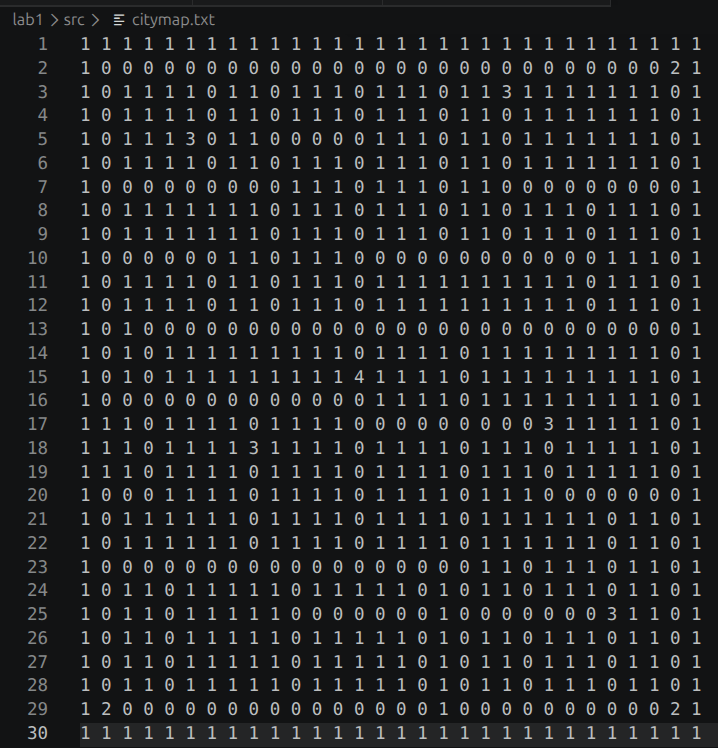 lab1 > src > citymap.txt
1 1 1 1 1 1 1 1 1 1 1 1 1 1 1 1 1 1 1 1 1 1 1 1 1 1 1 1 1 1 1
2 1 0 0 0 0 0 0 0 0 0 0 0 0 0 0 0 0 0 0 0 0 0 0 0 0 0 0 0 2 1
3 1 0 1 1 1 1 0 1 1 0 1 1 1 0 1 1 1 0 1 1 3 1 1 1 1 1 1 1 0 1
4 1 0 1 1 1 1 0 1 1 0 1 1 1 0 1 1 1 0 1 1 0 1 1 1 1 1 1 1 0 1
5 1 0 1 1 1 3 0 1 1 0 0 0 0 0 1 1 1 0 1 1 0 1 1 1 1 1 1 1 0 1
6 1 0 1 1 1 1 0 1 1 0 1 1 1 0 1 1 1 0 1 1 0 1 1 1 1 1 1 1 0 1
7 1 0 0 0 0 0 0 0 0 0 1 1 1 0 1 1 1 0 1 1 0 0 0 0 0 0 0 0 0 1
8 1 0 1 1 1 1 1 1 1 0 1 1 1 0 1 1 1 0 1 1 0 1 1 1 0 1 1 1 0 1
9 1 0 1 1 1 1 1 1 1 0 1 1 1 0 1 1 1 0 1 1 0 1 1 1 0 1 1 1 0 1
10 1 0 0 0 0 0 0 1 1 0 1 1 1 0 0 0 0 0 0 0 0 0 0 0 0 1 1 1 0 1
11 1 0 1 1 1 1 0 1 1 0 1 1 1 0 1 1 1 1 1 1 1 1 1 1 0 1 1 1 0 1
12 1 0 1 1 1 1 0 1 1 0 1 1 1 0 1 1 1 1 1 1 1 1 1 1 0 1 1 1 0 1
13 1 0 1 0 0 0 0 0 0 0 0 0 0 0 0 0 0 0 0 0 0 0 0 0 0 0 0 0 0 1
14 1 0 1 0 1 1 1 1 1 1 1 1 1 0 1 1 1 1 0 1 1 1 1 1 1 1 1 1 0 1
15 1 0 1 0 1 1 1 1 1 1 1 1 1 4 1 1 1 1 0 1 1 1 1 1 1 1 1 1 0 1
16 1 0 0 0 0 0 0 0 0 0 0 0 0 0 1 1 1 1 0 1 1 1 1 1 1 1 1 1 0 1
17 1 1 1 0 1 1 1 1 0 1 1 1 1 0 0 0 0 0 0 0 0 0 3 1 1 1 1 1 0 1
18 1 1 1 0 1 1 1 1 3 1 1 1 1 0 1 1 1 1 0 1 1 1 0 1 1 1 1 1 0 1
19 1 1 1 0 1 1 1 1 0 1 1 1 1 0 1 1 1 1 0 1 1 1 0 1 1 1 1 1 0 1
20 1 0 0 0 1 1 1 1 0 1 1 1 1 0 1 1 1 1 0 1 1 1 0 0 0 0 0 0 0 1
21 1 0 1 1 1 1 1 1 0 1 1 1 1 0 1 1 1 1 0 1 1 1 1 1 1 0 1 1 0 1
22 1 0 1 1 1 1 1 1 0 1 1 1 1 0 1 1 1 1 0 1 1 1 1 1 1 0 1 1 0 1
23 1 0 0 0 0 0 0 0 0 0 0 0 0 0 0 0 0 0 0 1 1 0 1 1 1 0 1 1 0 1
24 1 0 1 1 0 1 1 1 1 1 0 1 1 1 1 1 0 1 0 1 1 0 1 1 1 0 1 1 0 1
25 1 0 1 1 0 1 1 1 1 1 0 0 0 0 0 0 0 1 0 0 0 0 0 0 0 3 1 1 0 1
26 1 0 1 1 0 1 1 1 1 1 0 1 1 1 1 1 0 1 0 1 1 0 1 1 1 0 1 1 0 1
27 1 0 1 1 0 1 1 1 1 1 0 1 1 1 1 1 0 1 0 1 1 0 1 1 1 0 1 1 0 1
28 1 0 1 1 0 1 1 1 1 1 0 1 1 1 1 1 0 1 0 1 1 0 1 1 1 0 1 1 0 1
29 1 2 0 0 0 0 0 0 0 0 0 0 0 0 0 0 0 1 0 0 0 0 0 0 0 0 0 0 2 1
30 1 1 1 1 1 1 1 1 1 1 1 1 1 1 1 1 1 1 1 1 1 1 1 1 1 1 1 1 1 1